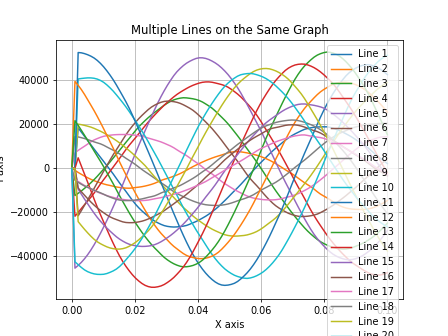 Multiple Lines on the Same Graph
40000
20000
0
−20000
−40000
0.00
0.02
0.04
0.06
X axis
axis
Line 1
Line 2
Line 3
Line 4
Line 5
Line 6
Line 7
Line 8
Line 9
Line 10
Line 11
Line 12
Line 13
Line 14
Line 15
Line 16
Line 17
Line 18
Line 19
Line 20